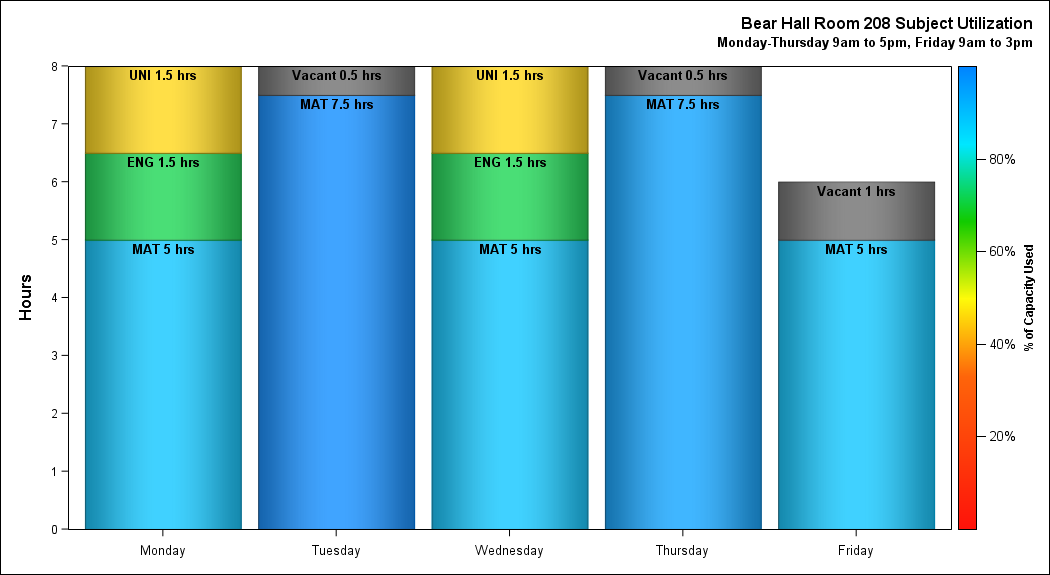 Bear Hall Room 208 Subject Utilization
Monday-Thursday 9am to 5pm, Friday 9am to 3pm
8
7
6
5
4
3
2
1
0
Hours
UNI 1.5 hrs
ENG 1.5 hrs
MAT 5 hrs
Vacant 0.5 hrs
MAT 7.5 hrs
UNI 1.5 hrs
ENG 1.5 hrs
MAT 5 hrs
Vacant 0.5 hrs
MAT 7.5 hrs
Vacant 1 hrs
MAT 5 hrs
Monday Tuesday Wednesday Thursday Friday
80%
60%
40%
20%
% of Capacity Used